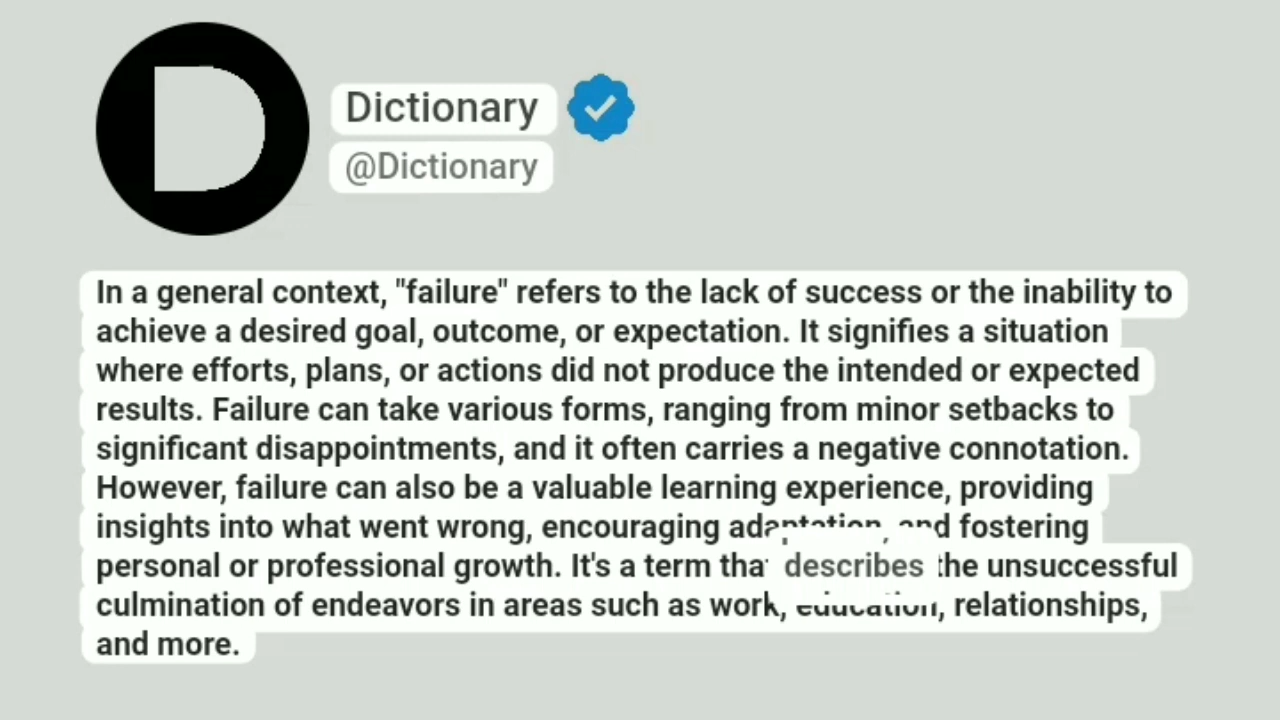 D
Dictionary
@Dictionary
In a general context, "failure" refers to the lack of success or the inability to
achieve a desired goal, outcome, or expectation. It signifies a situation
where efforts, plans, or actions did not produce the intended or expected
results. Failure can take various forms, ranging from minor setbacks to
significant disappointments, and it often carries a negative connotation.
However, failure can also be a valuable learning experience, providing
insights into what went wrong, encouraging adaptation, and fostering
personal or professional growth. It's a term that describes the unsuccessful
culmination of endeavors in areas such as work, education, relationships,
and more.